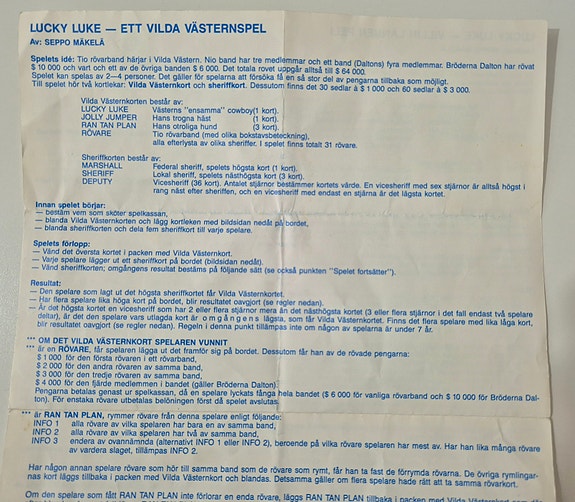 LUCKY LUKE — ETT VILDA VÄSTERNSPEL
Av: SEPPO MÄKELÄ
Spelets idé: Tio rövarband härjar i Vilda Västern. Nio band har tre medlemmar och ett band (Daltons) fyra medlemmar. Bröderna Dalton har rövat
$ 10 000 och vart och ett av de övriga banden $ 6 000. Det totala rovet uppgår alltså till $ 64 000.
Spelet kan spelas av 2—4 personer. Det gäller för spelarna att försöka få en så stor del av pengarna tillbaka som möjligt.
Till spelet hör två kortlekar: Vilda Västernkort och sheriffkort. Dessutom finns det 30 sedlar à $ 1 000 och 60 sedlar à $ 3 000.
Vilda Västernkorten består av:
LUCKY LUKE Västerns "ensamma" cowboy(1 kort).
JOLLY JUMPER Hans trogna häst (1 kort).
RAN TAN PLAN Hans otroliga hund (3 kort).
RÖVARE Tio rövarband (med olika bokstavsbeteckning),
alla efterlysta av olika sheriffer. I spelet finns totalt 31 rövare.
Sheriffkorten består av:
MARSHALL Federal sheriff, spelets högsta kort (1 kort).
SHERIFF Lokal sheriff, spelets nästhögsta kort (3 kort).
DEPUTY Vicesheriff (36 kort). Antalet stjärnor bestämmer kortets värde. En vicesheriff med sex stjärnor är alltså högst i
rang näst efter sheriffen, och en vicesheriff med endast en stjärna är det lägsta kortet.
Innan spelet börjar:
— bestäm vem som sköter spelkassan,
— blanda Vilda Västernkorten och lägg kortleken med bildsidan nedåt på bordet,
— blanda sheriffkorten och dela fem sheriffkort till varje spelare.
Spelets förlopp:
— Vänd det översta kortet i packen med Vilda Västernkort.
— Varje spelare lägger ut ett sheriffkort på bordet (bildsidan nedåt).
— Vänd sheriffkorten; omgångens resultat bestäms på följande sätt (se också punkten "Spelet fortsätter").
Resultat:
— Den spelare som lagt ut det högsta sheriffkortet får Vilda Västernkortet.
— Har flera spelare lika höga kort på bordet, blir resultatet oavgjort (se regler nedan).
— Är det högsta kortet en vicesheriff som har 2 eller flera stjärnor mera än det nästhögsta kortet (3 eller flera stjärnor i det fall endast två spelare
deltar), är det den spelare vars utlagda kort är omgångens lägsta, som får Vilda Västernkortet. Finns det flera spelare med lika låga kort,
blir resultatet oavgjort (se regler nedan). Regeln i denna punkt tillämpas inte om någon av spelarna är under 7 år.
*** OM DET VILDA VÄSTERNKORT SPELAREN VUNNIT
*** är en RÖVARE, får spelaren lägga ut det framför sig på bordet. Dessutom får han av de rövade pengarna:
$ 1 000 för den första rövaren i ett rövarband,
$ 2 000 för den andra rövaren av samma band,
$ 3 000 för den tredje rövaren av samma band,
$ 4 000 för den fjärde medlemmen i bandet (gäller Bröderna Dalton).
Pengarna betalas genast ur spelkassan, då en spelare lyckats fånga hela bandet ($ 6 000 för vanliga rövarband och $ 10 000 för Bröderna Dal-
ton). För enstaka rövare utbetalas belöningen först då spelet avslutas.
*** är RAN TAN PLAN, rymmer rövare från denna spelare enligt följande:
INFO 1 alla rövare av vilka spelaren har bara en av samma band,
INFO 2 alla rövare av vilka spelaren har två av samma band,
INFO 3 endera av ovannämnda (alternativt INFO 1 eller INFO 2), beroende på vilka rövare spelaren har mest av. Har han lika många rövare
av vardera slaget, tillämpas INFO 2.
Har någon annan spelare rövare som hör till samma band som de rövare som rymt, får han ta fast de förrymda rövarna. De övriga rymlingar-
nas kort läggs tillbaka i packen med Vilda Västernkort och blandas. Detsamma gäller om flera spelare hade rätt att ta samma rövarkort.
Om den spelare som fått RAN TAN PLAN inte förlorar en enda rövare, läggs RAN TAN PLAN tillbaka i packen med Vilda Västernkort